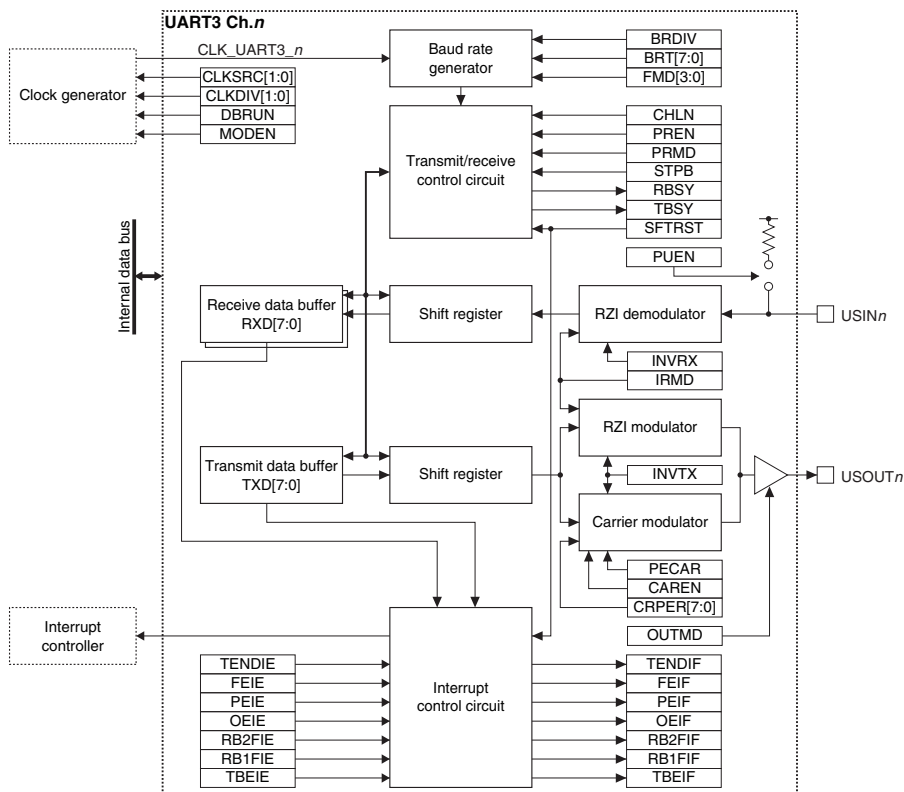 UART3 Ch.n
Clock generator
CLK_UART3_n
CLKSRC[1:0]
CLKDIV[1:0]
DBRUN
MODEN
Baud rate
generator
BRDIV
BRT[7:0]
FMD[3:0]
Transmit/receive
control circuit
CHLN
PREN
PRMD
STPB
RBSY
TBSY
SFTRST
PUEN
Internal data bus
Receive data buffer
RXD[7:0]
Shift register
RZI demodulator
USINn
INVRX
IRMD
RZI modulator
Transmit data buffer
TXD[7:0]
Shift register
INVTX
USOUTn
Carrier modulator
PECAR
CAREN
CRPER[7:0]
OUTMD
Interrupt
controller
Interrupt
control circuit
TENDIE
FEIE
PEIE
OEIE
RB2FIE
RB1FIE
TBEIE
TENDIF
FEIF
PEIF
OEIF
RB2FIF
RB1FIF
TBEIF